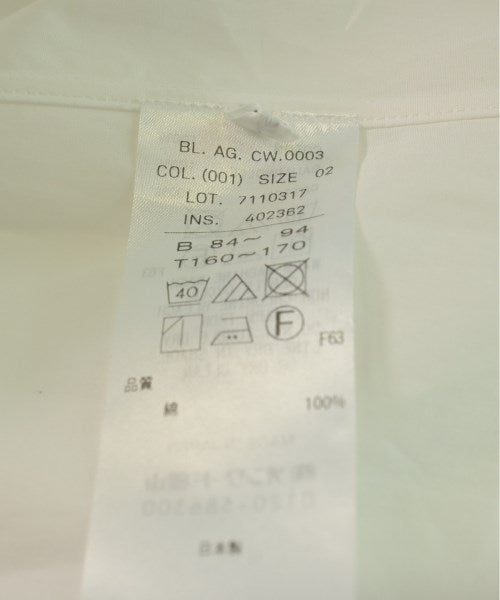 BL. AG. CW.0003
COL.(001) SIZE 02
LOT. 7110317
INS. 402362
B 84～ 94
T160～170
40
F
F63
品質
綿 100%
日本製